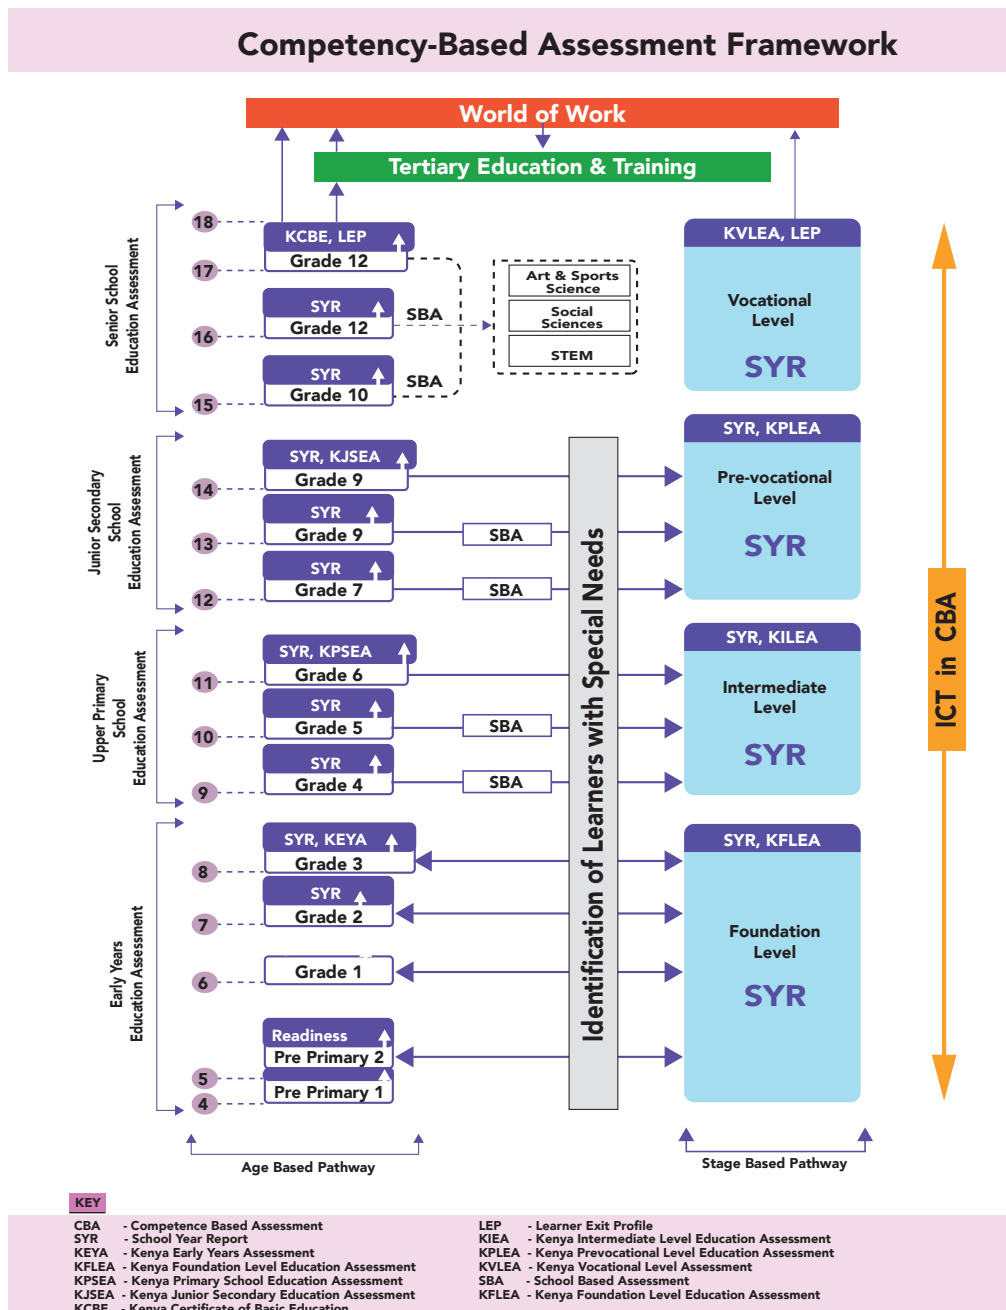 Competency-Based Assessment Framework
World of Work
Tertiary Education & Training
Senior School
Education Assessment
18
17
16
15
KCBE, LEP
Grade 12
SYR
Grade 12
SBA
SYR
Grade 10
SBA
Art & Sports
Science
Social
Sciences
STEM
KVLEA, LEP
Vocational
Level
SYR
Junior Secondary
School
Education Assessment
14
13
12
SYR, KJSEA
Grade 9
SYR
Grade 9
SBA
SYR
Grade 7
SBA
SYR, KPLEA
Pre-vocational
Level
SYR
Upper Primary
School
Education Assessment
11
10
9
SYR, KPSEA
Grade 6
SYR
Grade 5
SBA
SYR
Grade 4
SBA
SYR, KILEA
Intermediate
Level
SYR
Early Years
Education Assessment
8
7
6
5
4
SYR, KEYA
Grade 3
SYR
Grade 2
Grade 1
Readiness
Pre Primary 2
Pre Primary 1
SYR, KFLEA
Foundation
Level
SYR
Identification of Learners with Special Needs
ICT in CBA
Age Based Pathway
Stage Based Pathway
KEY
CBA - Competence Based Assessment
SYR - School Year Report
KEYA - Kenya Early Years Assessment
KFLEA - Kenya Foundation Level Education Assessment
KPSEA - Kenya Primary School Education Assessment
KJSEA - Kenya Junior Secondary Education Assessment
KCBE - Kenya Certificate of Basic Education
LEP - Learner Exit Profile
KIEA - Kenya Intermediate Level Education Assessment
KPLEA - Kenya Prevocational Level Education Assessment
KVLEA - Kenya Vocational Level Assessment
SBA - School Based Assessment
KFLEA - Kenya Foundation Level Education Assessment